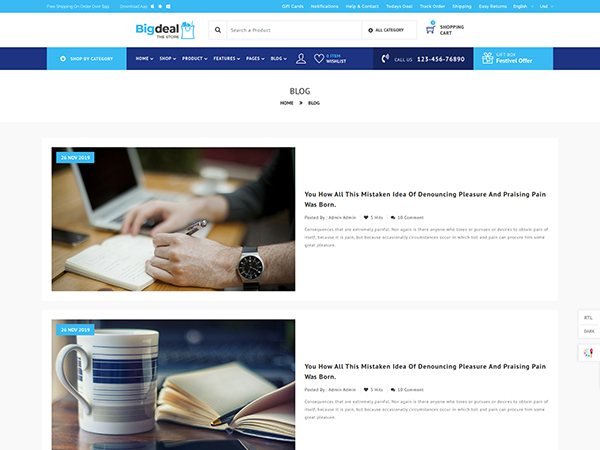 Free Shipping On Order Over $99
Download App
Gift Cards
Notifications
Help & Contact
Todays Deal
Track Order
Shipping
Easy Returns
English
Usd
Bigdeal
THE STORE
Search a Product
ALL CATEGORY
0
SHOPPING
CART
SHOP BY CATEGORY
HOME
SHOP
PRODUCT
FEATURES
PAGES
BLOG
0 ITEM
WISHLIST
CALL US 123-456-76890
GIFT BOX
Festivel Offer
BLOG
HOME > BLOG
26 NOV 2019
You How All This Mistaken Idea Of Denouncing Pleasure And Praising Pain
Was Born.
Posted By : Admin Admin
5 Hits
10 Comment
Consequences that are extremely painful. Nor again is there anyone who loves or pursues or desires to obtain pain of
itself, because it is pain, but because occasionally circumstances occur in which toil and pain can procure him some
great pleasure.
RTL
DARK
26 NOV 2019
You How All This Mistaken Idea Of Denouncing Pleasure And Praising Pain
Was Born.
Posted By : Admin Admin
5 Hits
10 Comment
Consequences that are extremely painful. Nor again is there anyone who loves or pursues or desires to obtain pain of
itself, because it is pain, but because occasionally circumstances occur in which toil and pain can procure him some
great pleasure.